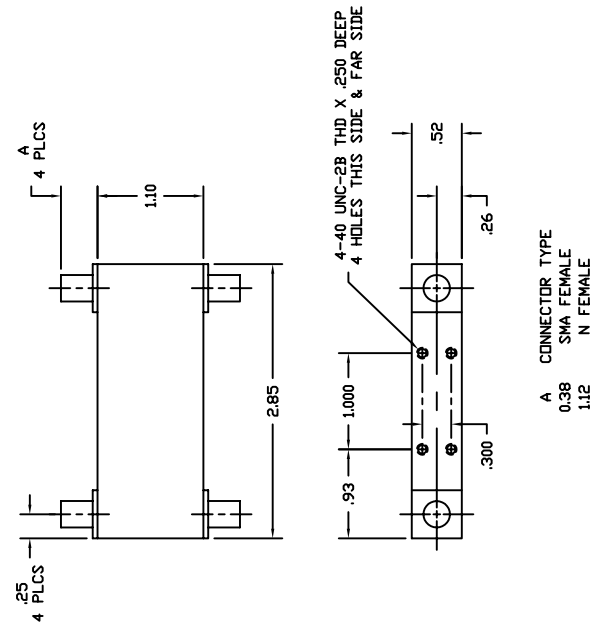 A
4 PLCS
1.10
.25
4 PLCS
2.85
4-40 UNC-2B THD X .250 DEEP
4 HOLES THIS SIDE & FAR SIDE
.52
.26
1.000
.93
.300
A CONNECTOR TYPE
0.38 SMA FEMALE
1.12 N FEMALE